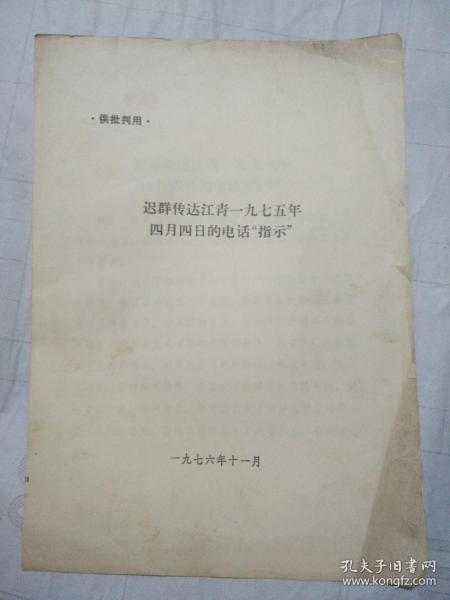 ·供批判用·
迟群传达江青一九七五年
四月四日的电话“指示”
一九七六年十一月
孔夫子旧书网
www.kongfz.com